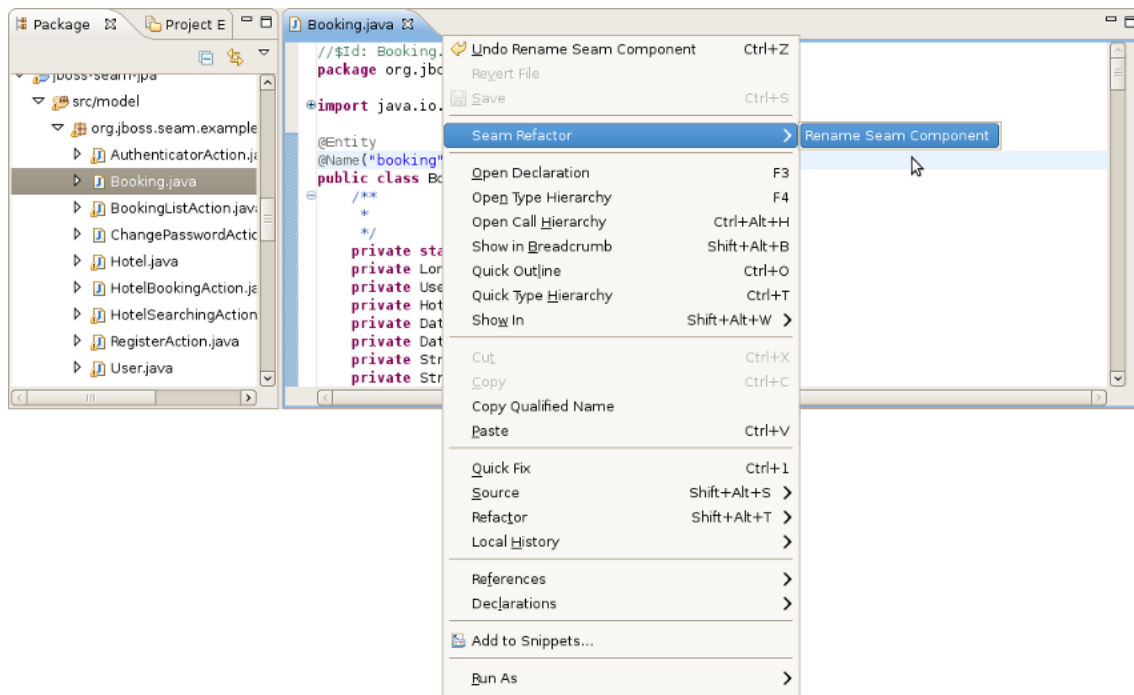 Package
Project E
jboss-seam-jpa
src/model
org.jboss.seam.example
AuthenticatorAction.ja
Booking.java
BookingListAction.java
ChangePasswordActic
Hotel.java
HotelBookingAction.ja
HotelSearchingAction
RegisterAction.java
User.java
Booking.java
//$Id: Booking.
package org.jbo
import java.io.
@Entity
@Name("booking"
public class Bo
/**
*
*/
private sta
private Lon
private Use
private Hot
private Dat
private Dat
private Str
private Str
Undo Rename Seam Component Ctrl+Z
Revert File
Save Ctrl+S
Seam Refactor
Rename Seam Component
Open Declaration F3
Open Type Hierarchy F4
Open Call Hierarchy Ctrl+Alt+H
Show in Breadcrumb Shift+Alt+B
Quick Outline Ctrl+O
Quick Type Hierarchy Ctrl+T
Show In Shift+Alt+W
Cut Ctrl+X
Copy Ctrl+C
Copy Qualified Name
Paste Ctrl+V
Quick Fix Ctrl+1
Source Shift+Alt+S
Refactor Shift+Alt+T
Local History
References
Declarations
Add to Snippets...
Run As